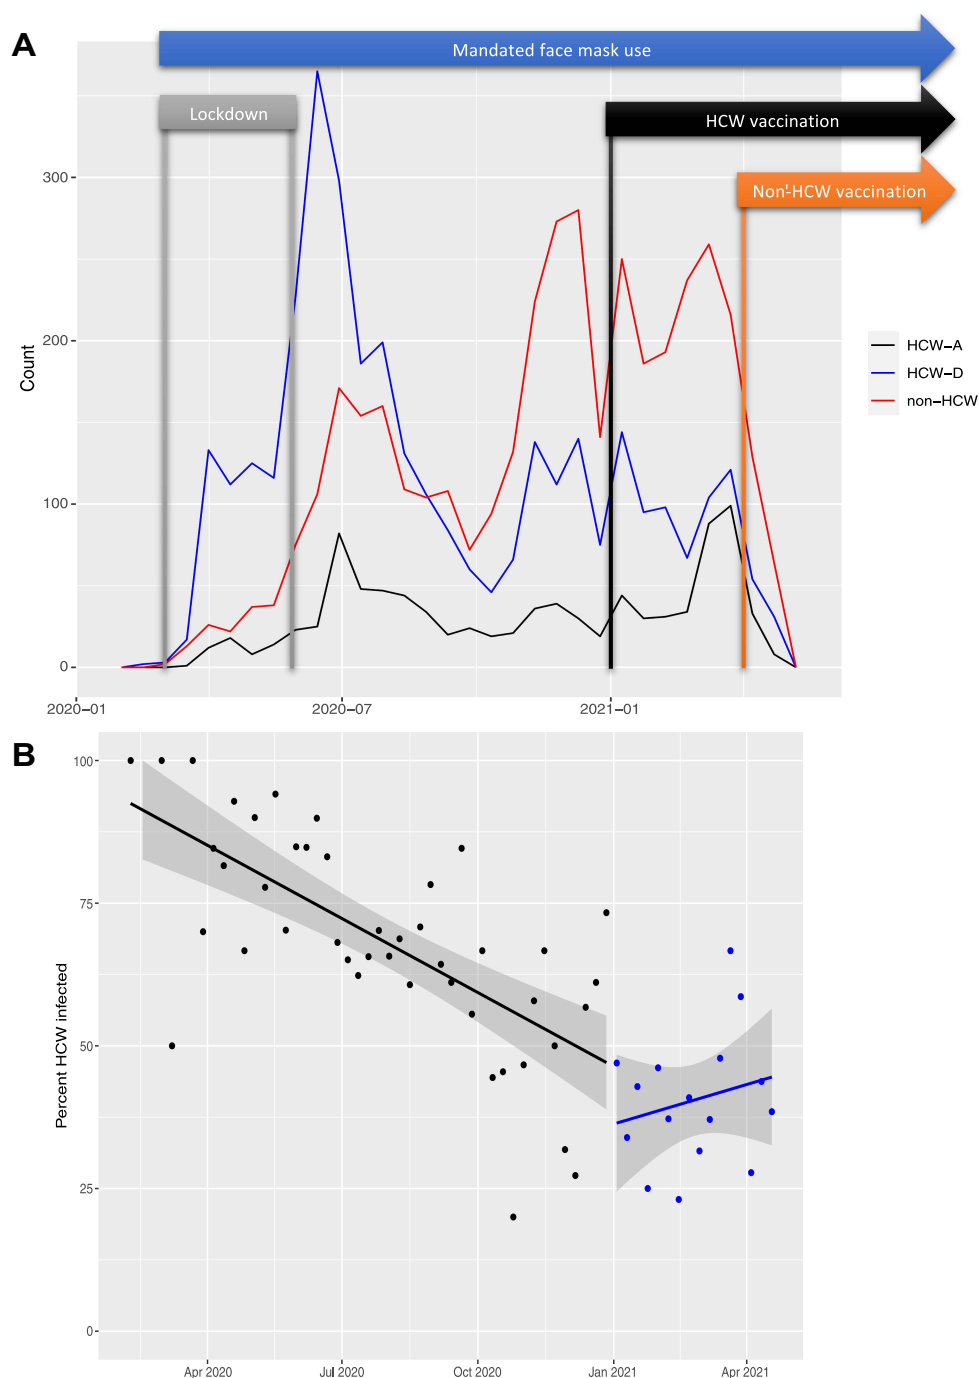 A
Mandated face mask use
Lockdown
HCW vaccination
Non-HCW vaccination
300
200
100
0
Count
2020-01
2020-07
2021-01
HCW-A
HCW-D
non-HCW
B
100
75
50
25
0
Percent HCW infected
Apr 2020
Jul 2020
Oct 2020
Jan 2021
Apr 2021